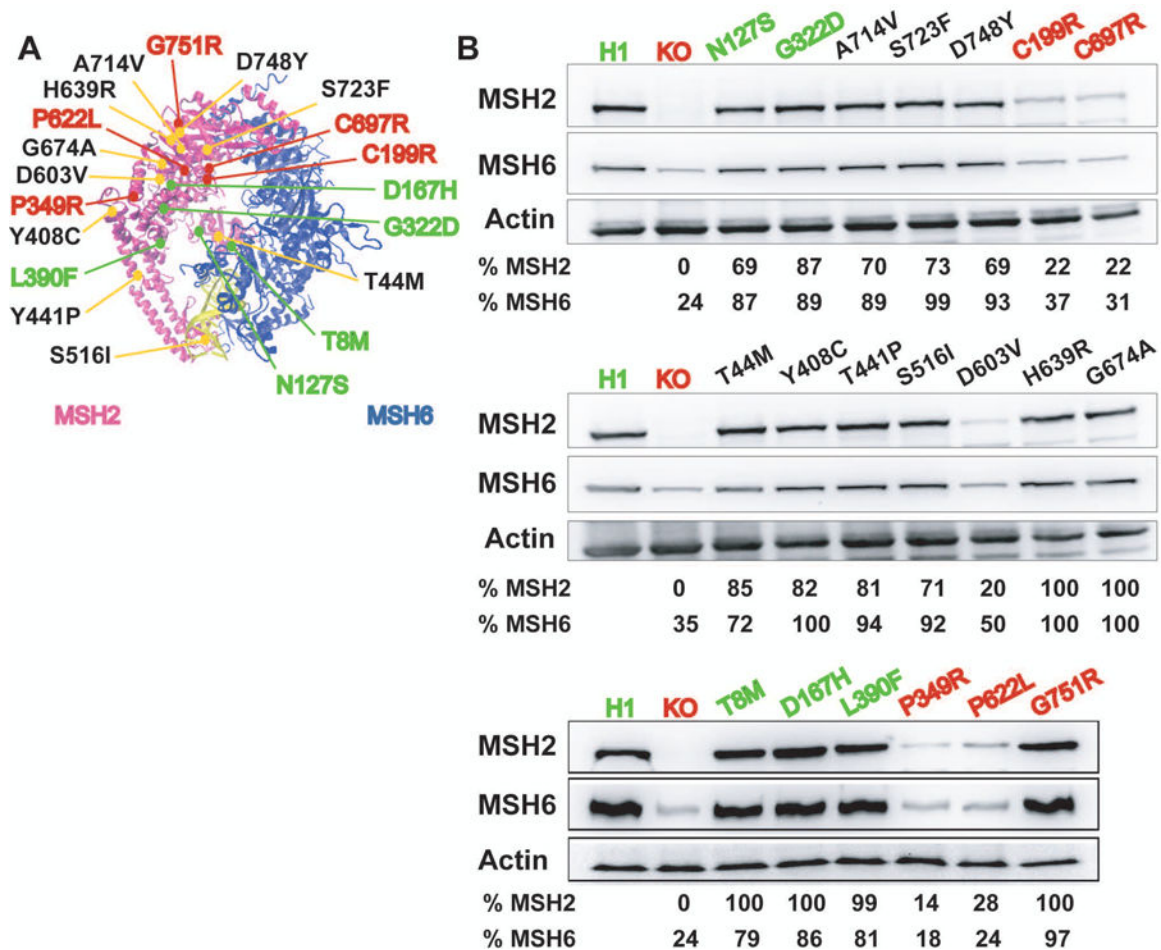 A
G751R
A714V
D748Y
H639R
S723F
P622L
C697R
G674A
C199R
D603V
D167H
P349R
G322D
Y408C
L390F
T44M
Y441P
T8M
S516I
N127S
MSH2
MSH6
B
H1 KO N127S G322D A714V S723F D748Y C199R C697R
MSH2
MSH6
Actin
% MSH2 0 69 87 70 73 69 22 22
% MSH6 24 87 89 89 99 93 37 31
H1 KO T44M Y408C T441P S516I D603V H639R G674A
MSH2
MSH6
Actin
% MSH2 0 85 82 81 71 20 100 100
% MSH6 35 72 100 94 92 50 100 100
H1 KO T8M D167H L390F P349R P622L G751R
MSH2
MSH6
Actin
% MSH2 0 100 100 99 14 28 100
% MSH6 24 79 86 81 18 24 97